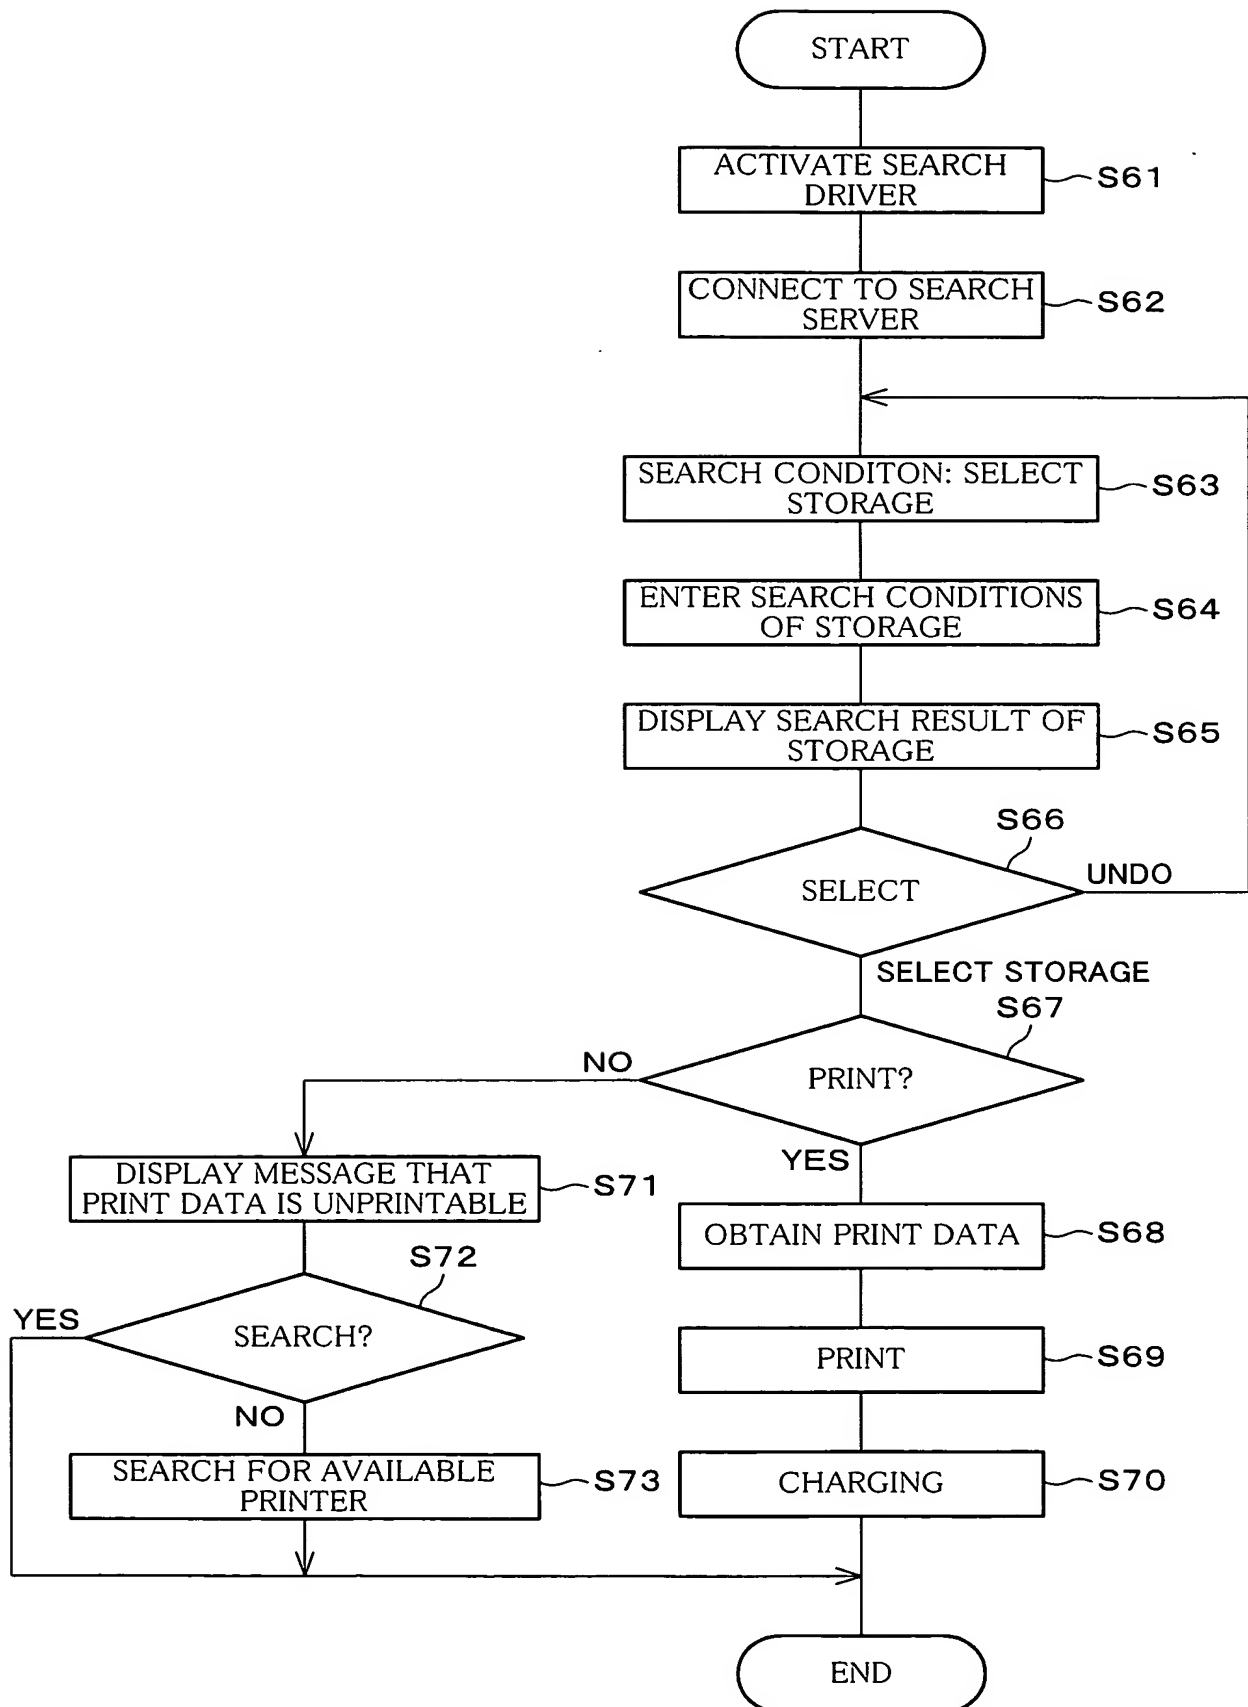 START
ACTIVATE SEARCH
DRIVER
S61
CONNECT TO SEARCH
SERVER
S62
SEARCH CONDITON: SELECT
STORAGE
S63
ENTER SEARCH CONDITIONS
OF STORAGE
S64
DISPLAY SEARCH RESULT OF
STORAGE
S65
S66
SELECT
UNDO
SELECT STORAGE
S67
PRINT?
NO
YES
DISPLAY MESSAGE THAT
PRINT DATA IS UNPRINTABLE
S71
OBTAIN PRINT DATA
S68
S72
SEARCH?
YES
NO
PRINT
S69
SEARCH FOR AVAILABLE
PRINTER
S73
CHARGING
S70
END